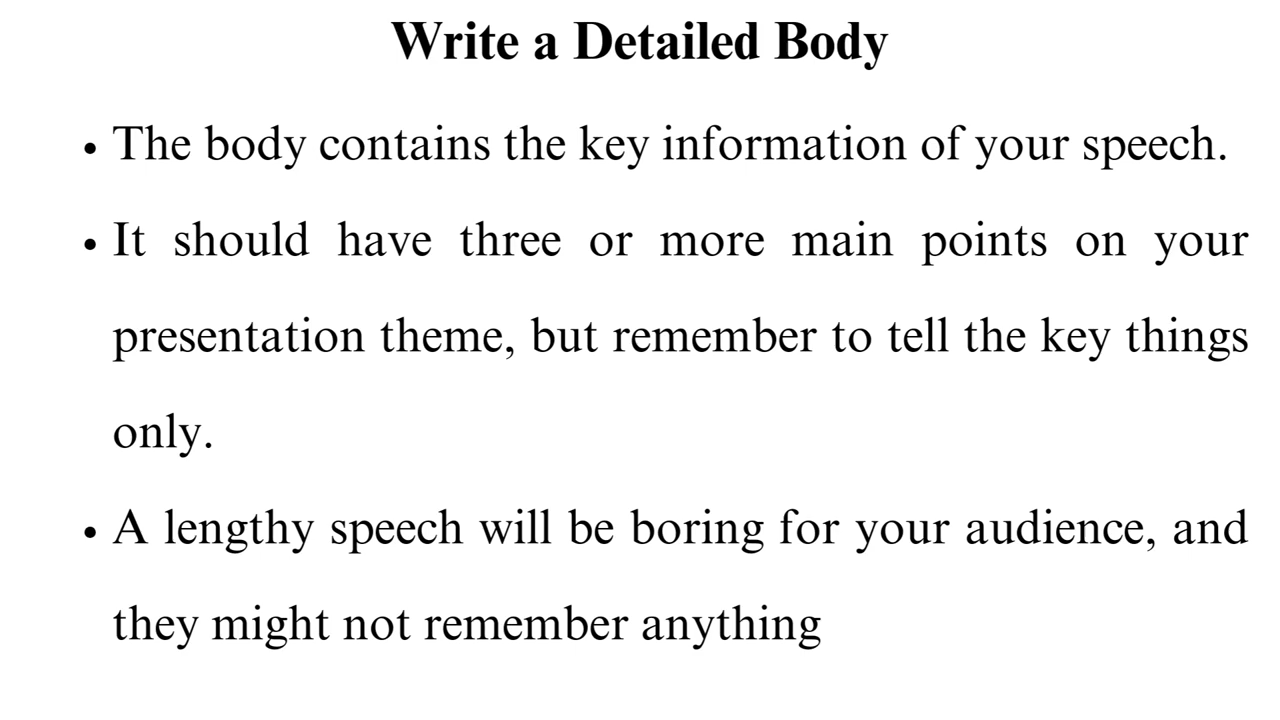 Write a Detailed Body
• The body contains the key information of your speech.
• It should have three or more main points on your
presentation theme, but remember to tell the key things
only.
• A lengthy speech will be boring for your audience, and
they might not remember anything